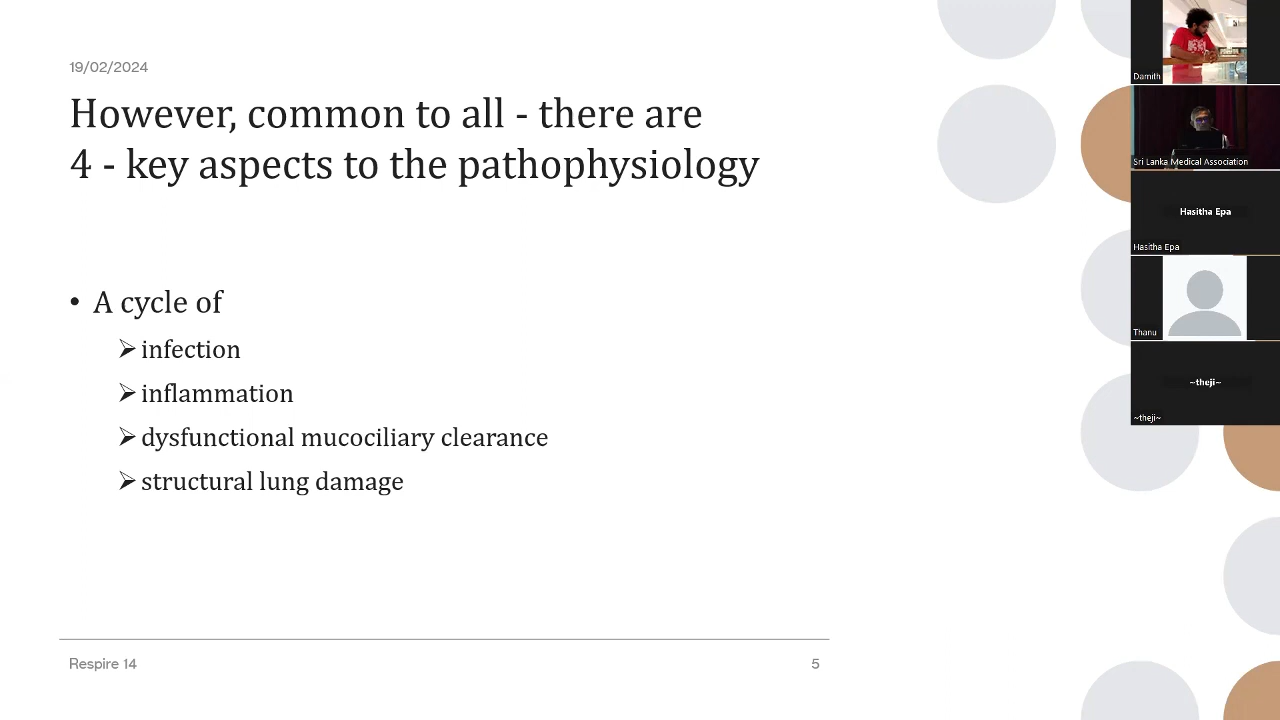 19/02/2024
However, common to all - there are
4 - key aspects to the pathophysiology
• A cycle of
➢ infection
➢ inflammation
➢ dysfunctional mucociliary clearance
➢ structural lung damage
Respire 14
5
Damith
Sri Lanka Medical Association
Hasitha Epa
Hasitha Epa
Thanu
~theji~
~theji~